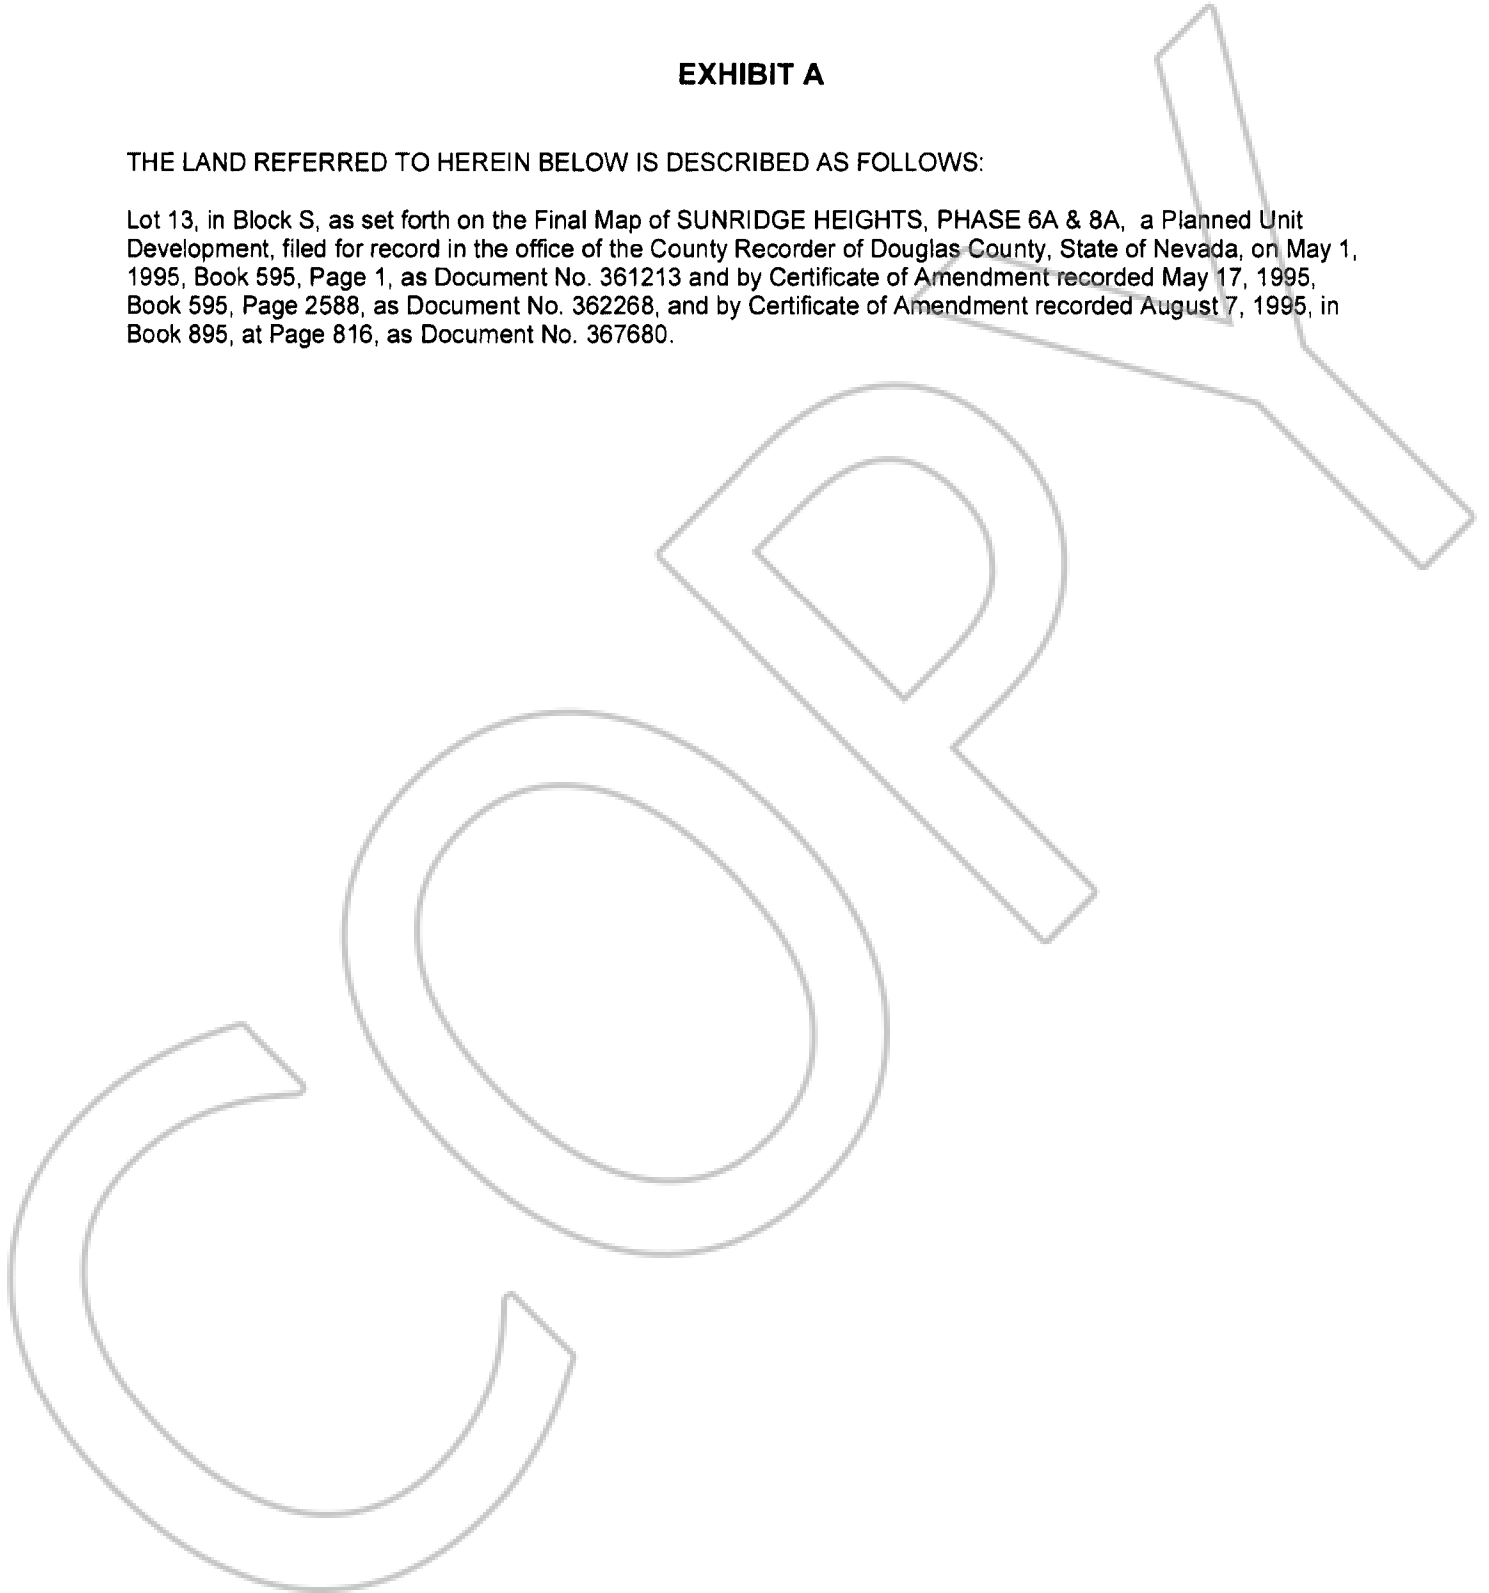 EXHIBIT A
THE LAND REFERRED TO HEREIN BELOW IS DESCRIBED AS FOLLOWS:
Lot 13, in Block S, as set forth on the Final Map of SUNRIDGE HEIGHTS, PHASE 6A & 8A, a Planned Unit
Development, filed for record in the office of the County Recorder of Douglas County, State of Nevada, on May 1,
1995, Book 595, Page 1, as Document No. 361213 and by Certificate of Amendment recorded May 17, 1995,
Book 595, Page 2588, as Document No. 362268, and by Certificate of Amendment recorded August 7, 1995, in
Book 895, at Page 816, as Document No. 367680.
COPY